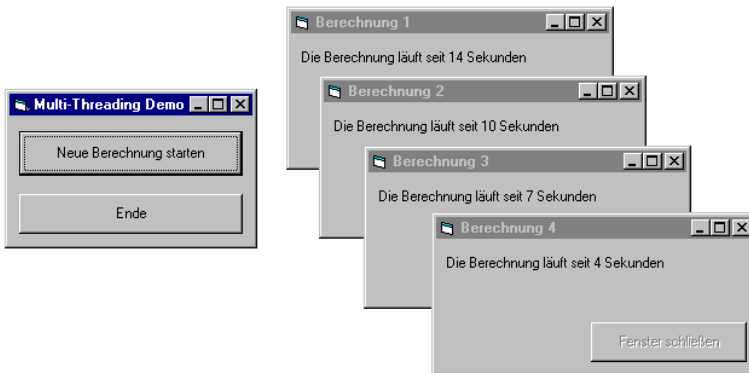 Multi-Threading Demo
Neue Berechnung starten
Ende
Berechnung 1
Die Berechnung läuft seit 14 Sekunden
Berechnung 2
Die Berechnung läuft seit 10 Sekunden
Berechnung 3
Die Berechnung läuft seit 7 Sekunden
Berechnung 4
Die Berechnung läuft seit 4 Sekunden
Fenster schließen